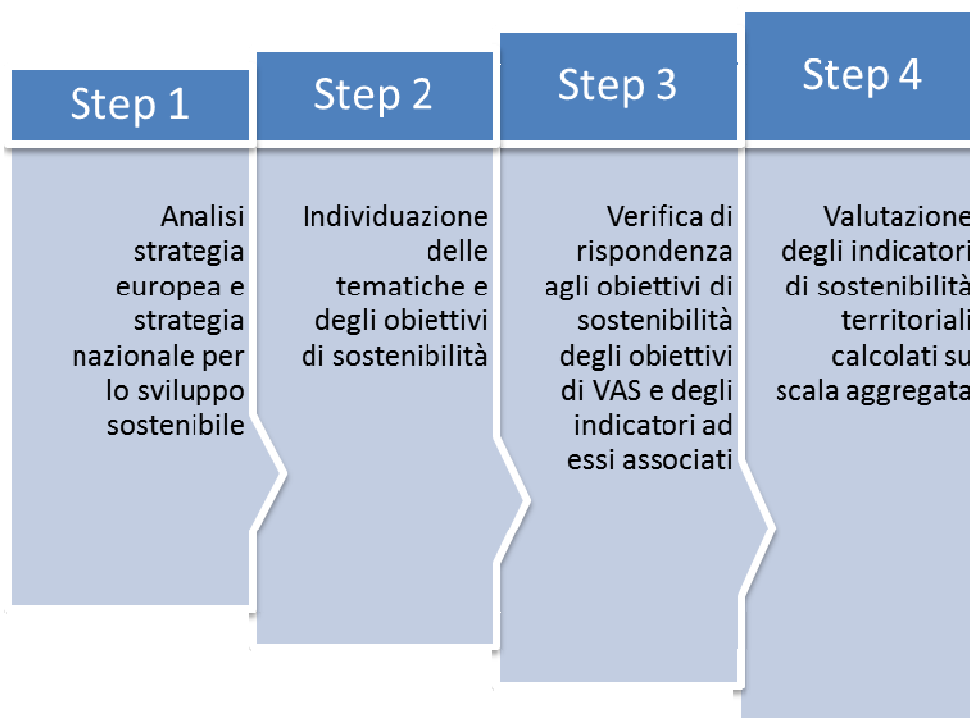 Step 1
Analisi
strategia
europea e
strategia
nazionale per
lo sviluppo
sostenibile
Step 2
Individuazione
delle
tematiche e
degli obiettivi
di sostenibilità
Step 3
Verifica di
rispondenza
agli obiettivi di
sostenibilità
degli obiettivi
di VAS e degli
indicatori ad
essi associati
Step 4
Valutazione
degli indicatori
di sostenibilità
territoriali
calcolati su
scala aggregata